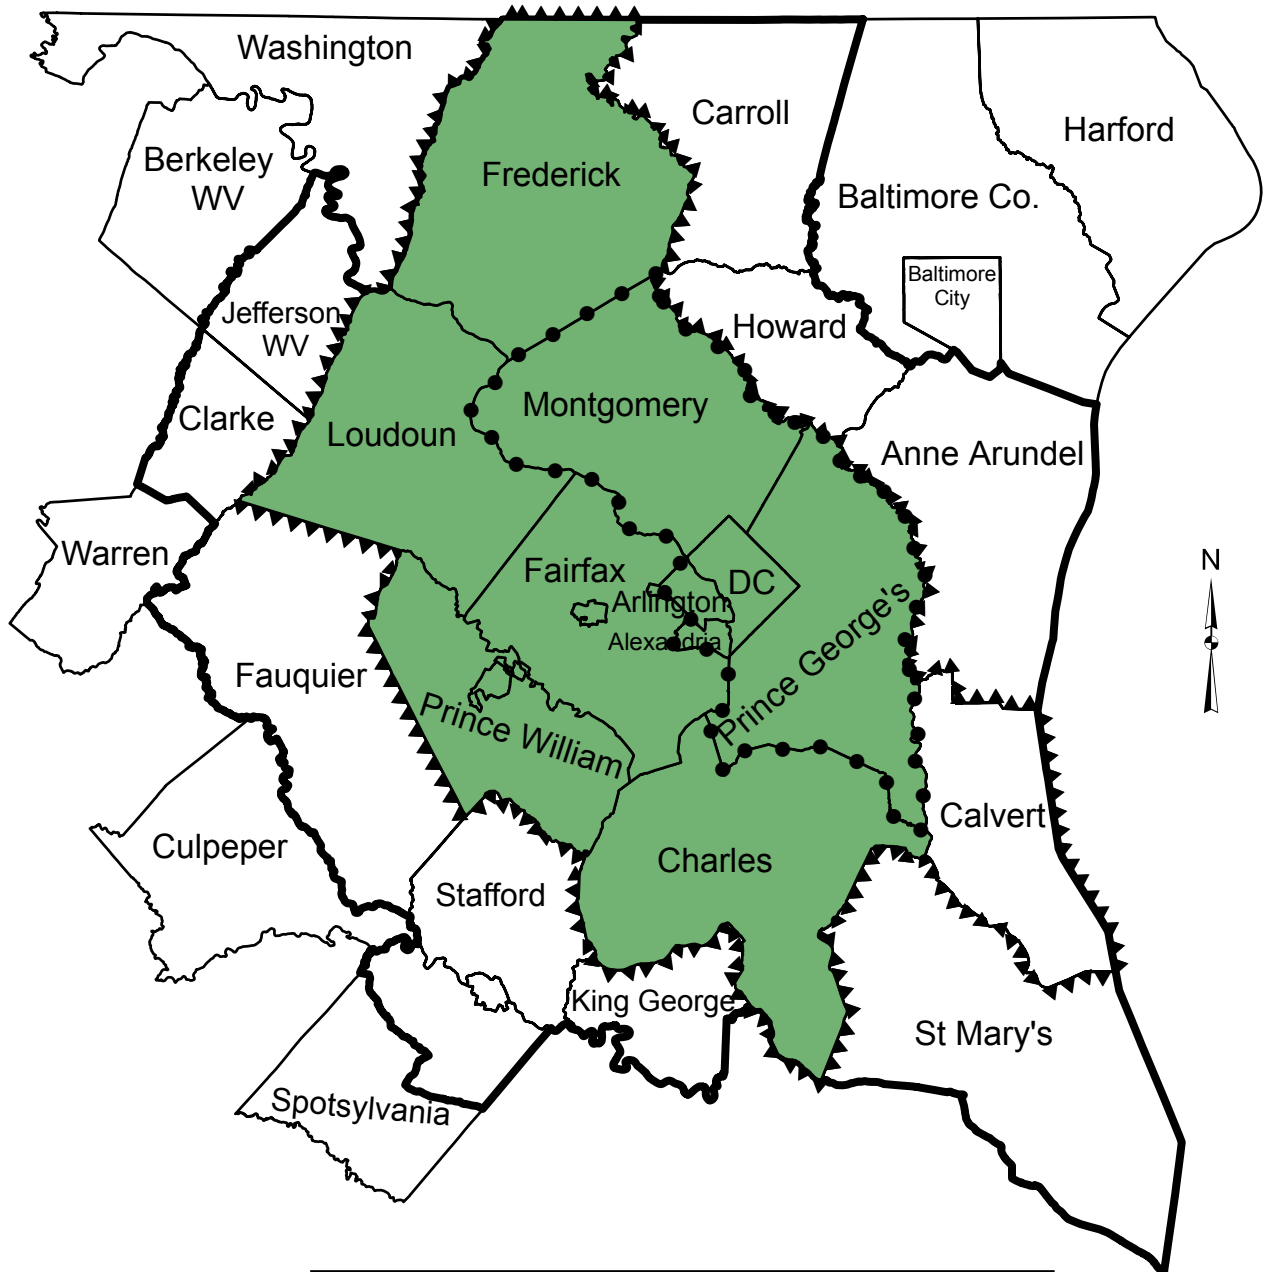 Washington
Carroll
Harford
Berkeley
WV
Frederick
Baltimore Co.
Baltimore
City
Jefferson
WV
Howard
Clarke
Loudoun
Montgomery
Anne Arundel
Warren
Fairfax
DC
N
Arlington
Alexandria
Prince George's
Fauquier
Prince William
Culpeper
Calvert
Charles
Stafford
King George
St Mary's
Spotsylvania